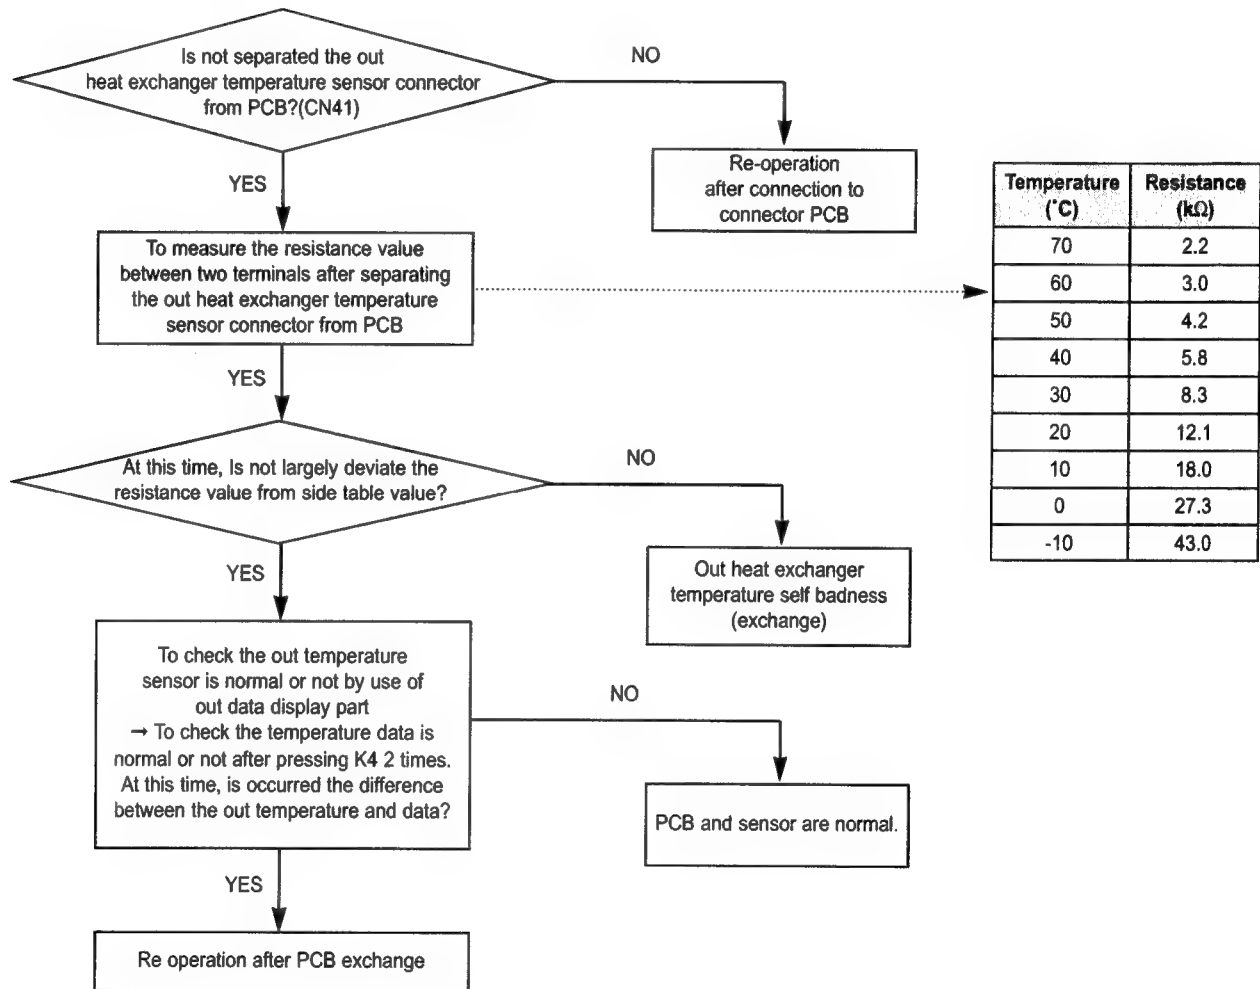 Is not separated the out
heat exchanger temperature sensor connector
from PCB?(CN41)
NO
Re-operation
after connection to
connector PCB
YES
To measure the resistance value
between two terminals after separating
the out heat exchanger temperature
sensor connector from PCB
Temperature Resistance
(˚C) (kΩ)
70 2.2
60 3.0
50 4.2
40 5.8
30 8.3
20 12.1
10 18.0
0 27.3
-10 43.0
YES
At this time, Is not largely deviate the
resistance value from side table value?
NO
Out heat exchanger
temperature self badness
(exchange)
YES
To check the out temperature
sensor is normal or not by use of
out data display part
→ To check the temperature data is
normal or not after pressing K4 2 times.
At this time, is occurred the difference
between the out temperature and data?
NO
PCB and sensor are normal.
YES
Re operation after PCB exchange